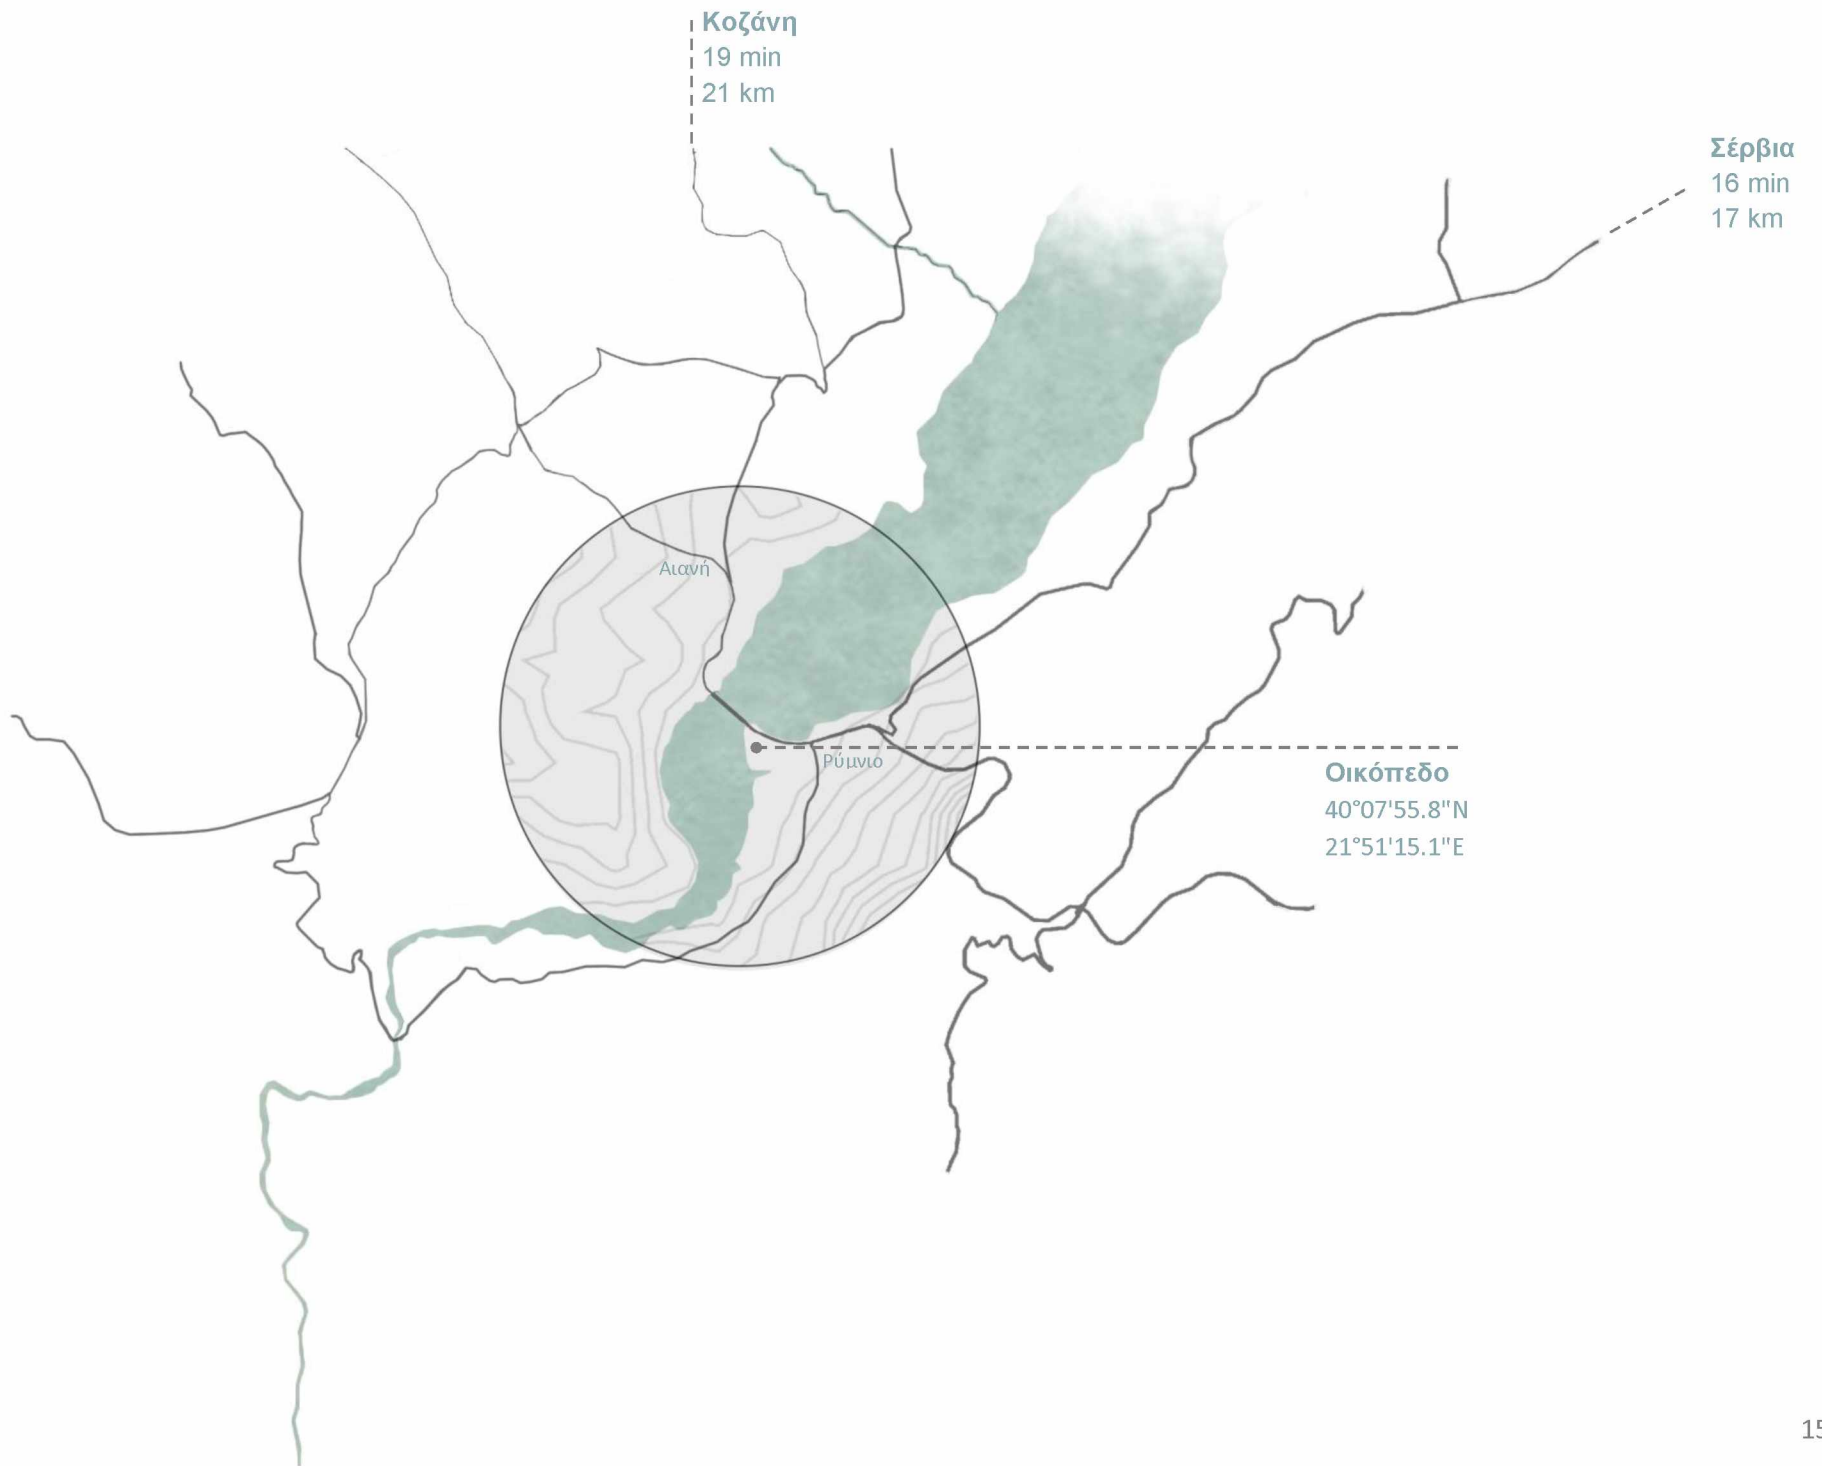 Κοζάνη
19 min
21 km
Σέρβια
16 min
17 km
Αιανή
Ρύμνιο
Οικόπεδο
40°07'55.8"N
21°51'15.1"E
15